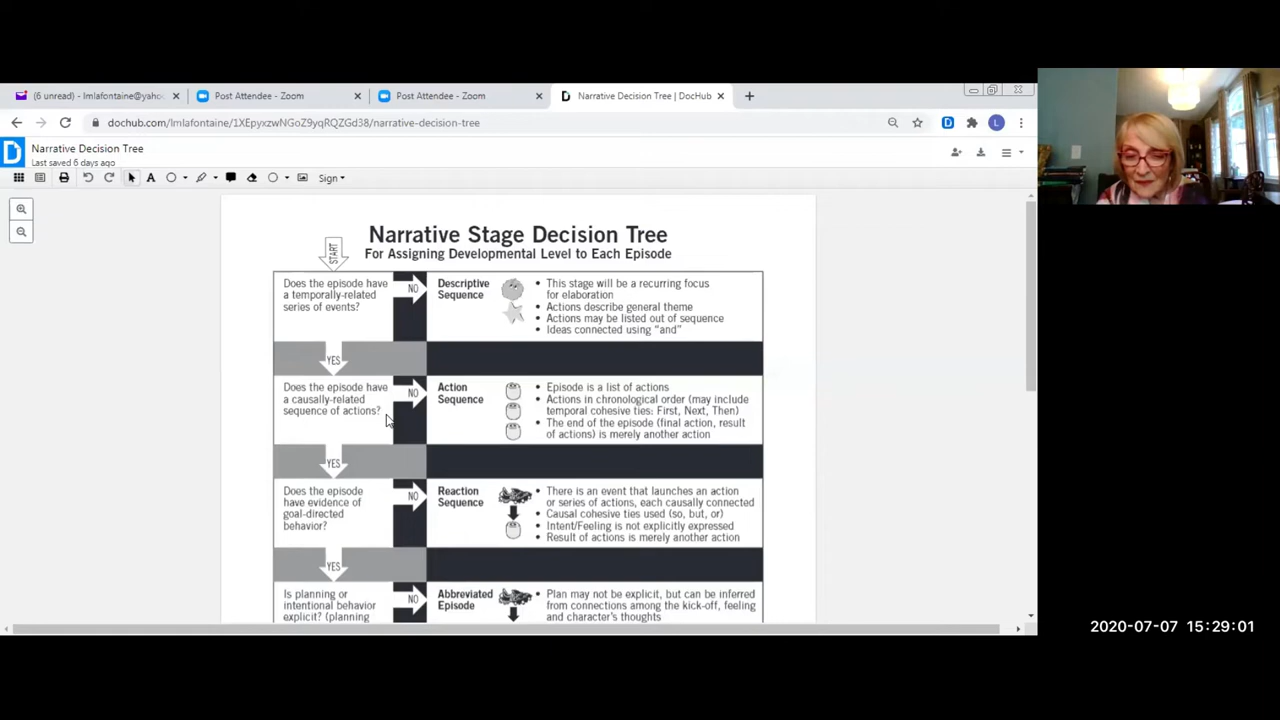 (6 unread) - lmlafontaine@yaho
Post Attendee - Zoom
Post Attendee - Zoom
Narrative Decision Tree | DocHub
dochub.com/lmlafontaine/1XEpyxzwNGoZ9yqRQZGd38/narrative-decision-tree
L
D
Narrative Decision Tree
Last saved 6 days ago
A
Sign
Narrative Stage Decision Tree
For Assigning Developmental Level to Each Episode
START
Does the episode have
a temporally-related
series of events?
NO
Descriptive
Sequence
• This stage will be a recurring focus
for elaboration
• Actions describe general theme
• Actions may be listed out of sequence
• Ideas connected using “and”
YES
Does the episode have
a causally-related
sequence of actions?
NO
Action
Sequence
• Episode is a list of actions
• Actions in chronological order (may include
temporal cohesive ties: First, Next, Then)
• The end of the episode (final action, result
of actions) is merely another action
YES
Does the episode
have evidence of
goal-directed
behavior?
NO
Reaction
Sequence
• There is an event that launches an action
or series of actions, each causally connected
• Causal cohesive ties used (so, but, or)
• Intent/Feeling is not explicitly expressed
• Result of actions is merely another action
YES
Is planning or
intentional behavior
explicit? (planning
NO
Abbreviated
Episode
• Plan may not be explicit, but can be inferred
from connections among the kick-off, feeling
and character’s thoughts
2020-07-07 15:29:01